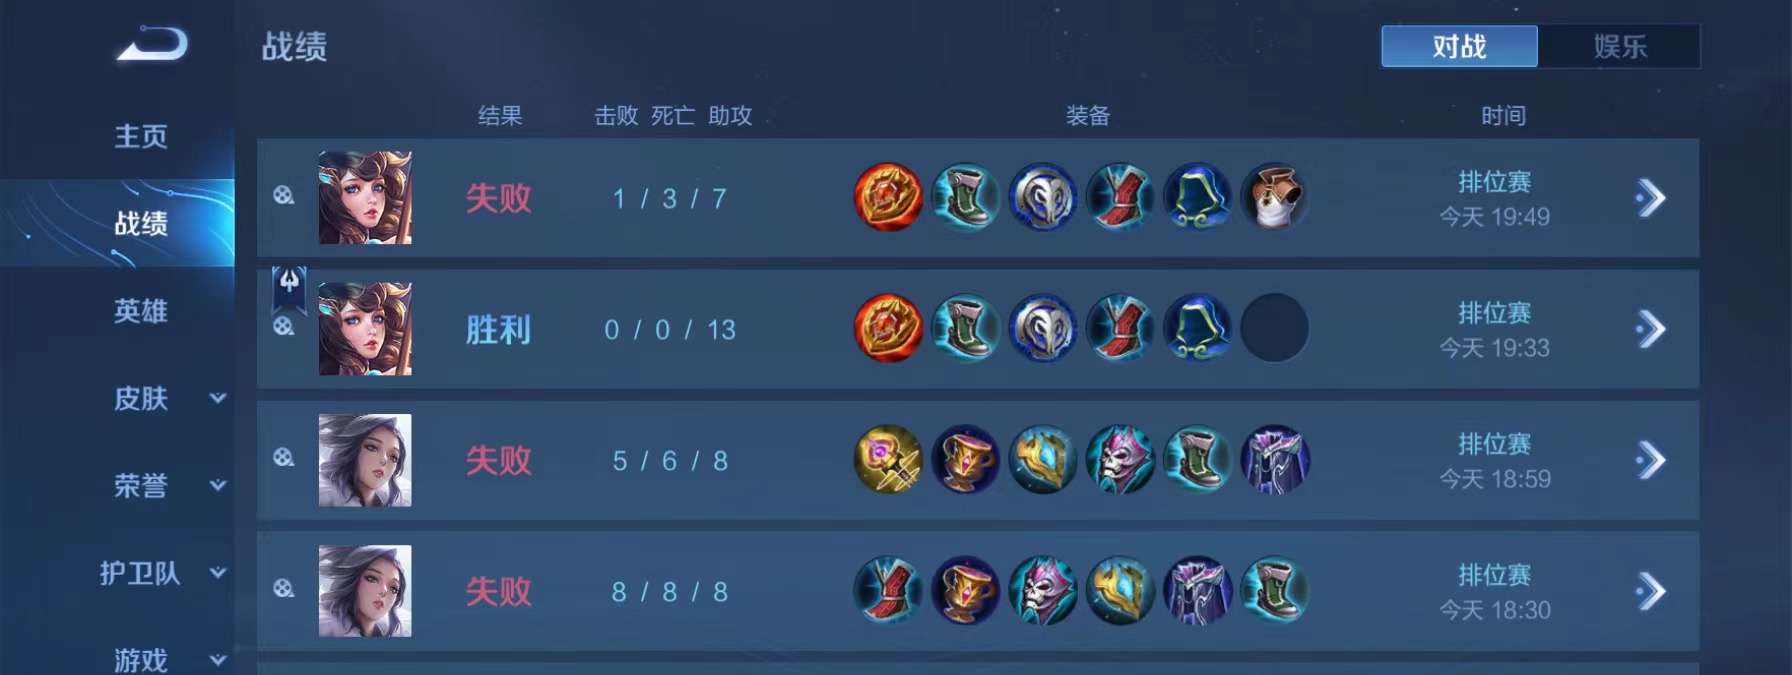 战绩
对战 娱乐
主页
战绩
英雄
皮肤
荣誉
护卫队
游戏
结果 击败 死亡 助攻 装备 时间
失败 1 / 3 / 7 排位赛
今天 19:49
胜利 0 / 0 / 13 排位赛
今天 19:33
失败 5 / 6 / 8 排位赛
今天 18:59
失败 8 / 8 / 8 排位赛
今天 18:30